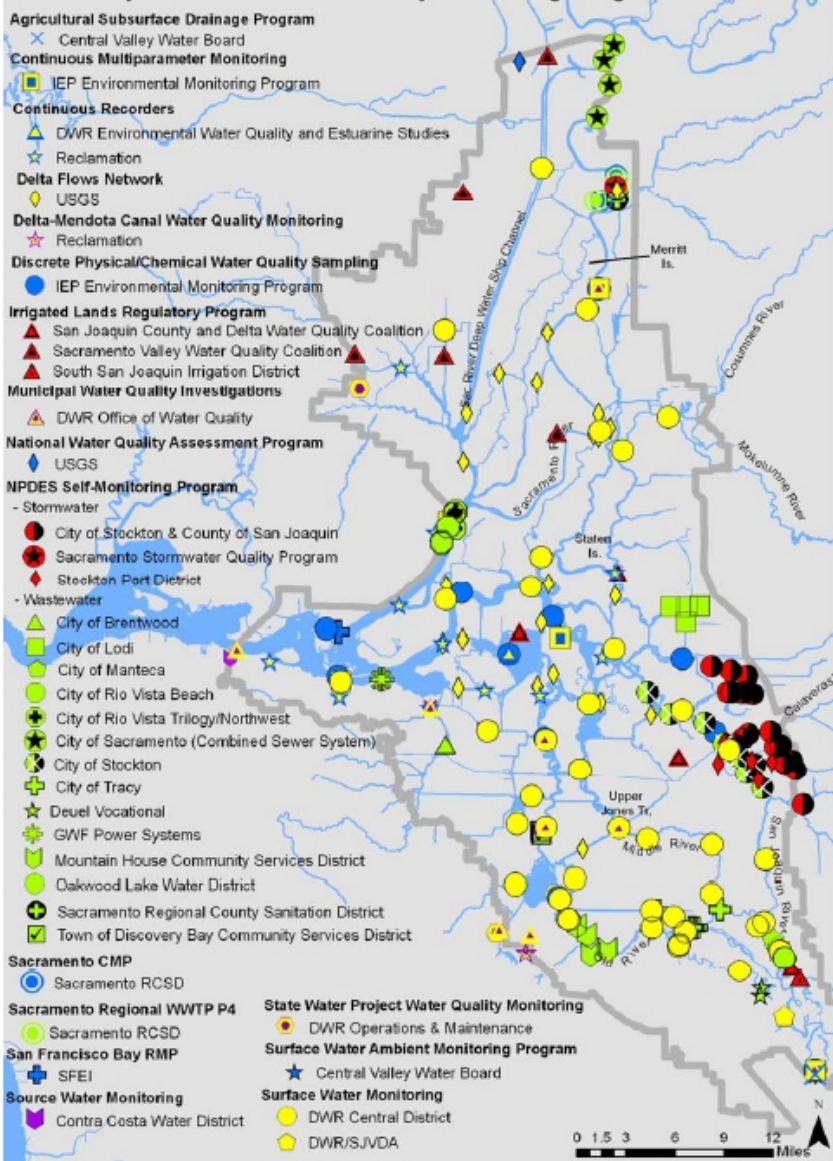 Agricultural Subsurface Drainage Program
Central Valley Water Board
Continuous Multiparameter Monitoring
IEP Environmental Monitoring Program
Continuous Recorders
DWR Environmental Water Quality and Estuarine Studies
Reclamation
Delta Flows Network
USGS
Delta-Mendota Canal Water Quality Monitoring
Reclamation
Discrete Physical/Chemical Water Quality Sampling
IEP Environmental Monitoring Program
Irrigated Lands Regulatory Program
San Joaquin County and Delta Water Quality Coalition
Sacramento Valley Water Quality Coalition
South San Joaquin Irrigation District
Municipal Water Quality Investigations
DWR Office of Water Quality
National Water Quality Assessment Program
USGS
NPDES Self-Monitoring Program
- Stormwater
City of Stockton & County of San Joaquin
Sacramento Stormwater Quality Program
Stockton Port District
- Wastewater
City of Brentwood
City of Lodi
City of Manteca
City of Rio Vista Beach
City of Rio Vista Trilogy/Northwest
City of Sacramento (Combined Sewer System)
City of Stockton
City of Tracy
Deuel Vocational
GWF Power Systems
Mountain House Community Services District
Oakwood Lake Water District
Sacramento Regional County Sanitation District
Town of Discovery Bay Community Services District
Sacramento CMP
Sacramento RCSD
Sacramento Regional WWTP P4
Sacramento RCSD
San Francisco Bay RMP
SFEI
Source Water Monitoring
Contra Costa Water District
State Water Project Water Quality Monitoring
DWR Operations & Maintenance
Surface Water Ambient Monitoring Program
Central Valley Water Board
Surface Water Monitoring
DWR Central District
DWR/SJVDA
Sac River Deep Water Ship Channel
Merritt
Is.
Cosumnes River
Mokelumne River
Sacramento River
Staten
Is.
Calaveras
Upper
Jones Tr.
Middle River
San Joaquin River
Old River
N
0 1.5 3 6 9 12
Miles